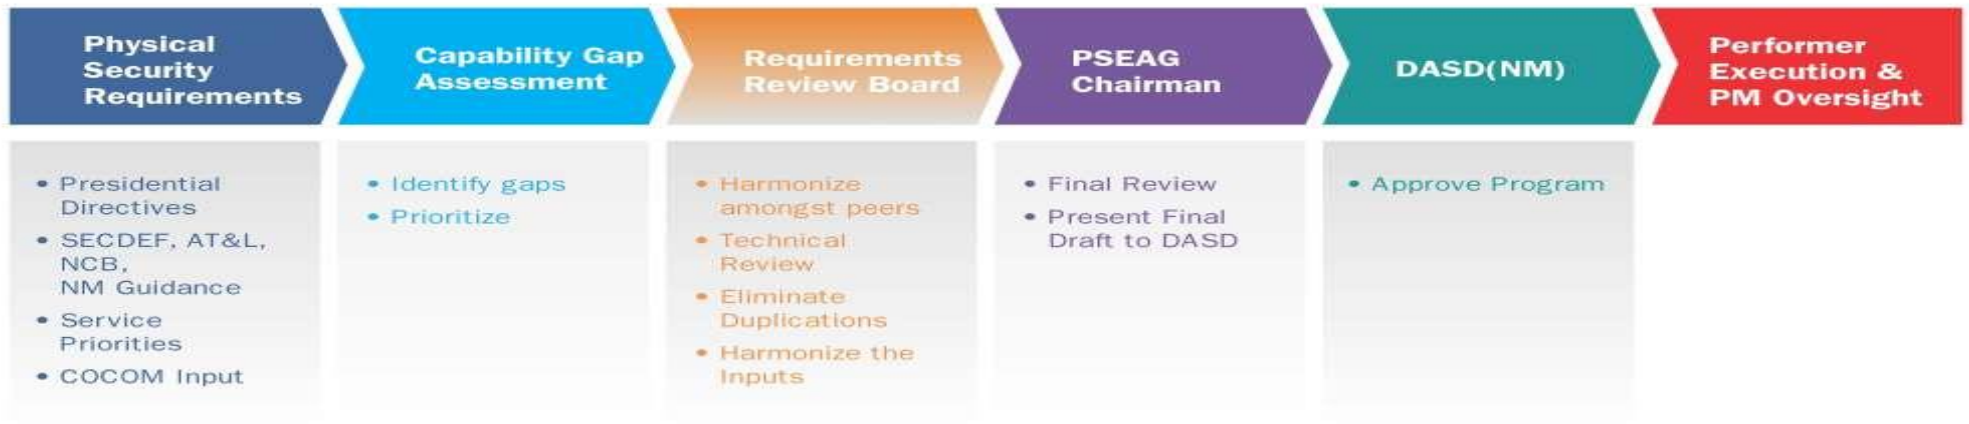 Physical
Security
Requirements
Capability Gap
Assessment
Requirements
Review Board
PSEAG
Chairman
DASD(NM)
Performer
Execution &
PM Oversight
• Presidential
Directives
• SECDEF, AT&L,
NCB,
NM Guidance
• Service
Priorities
• COCOM Input
• Identify gaps
• Prioritize
• Harmonize
amongst peers
• Technical
Review
• Eliminate
Duplications
• Harmonize the
Inputs
• Final Review
• Present Final
Draft to DASD
• Approve Program